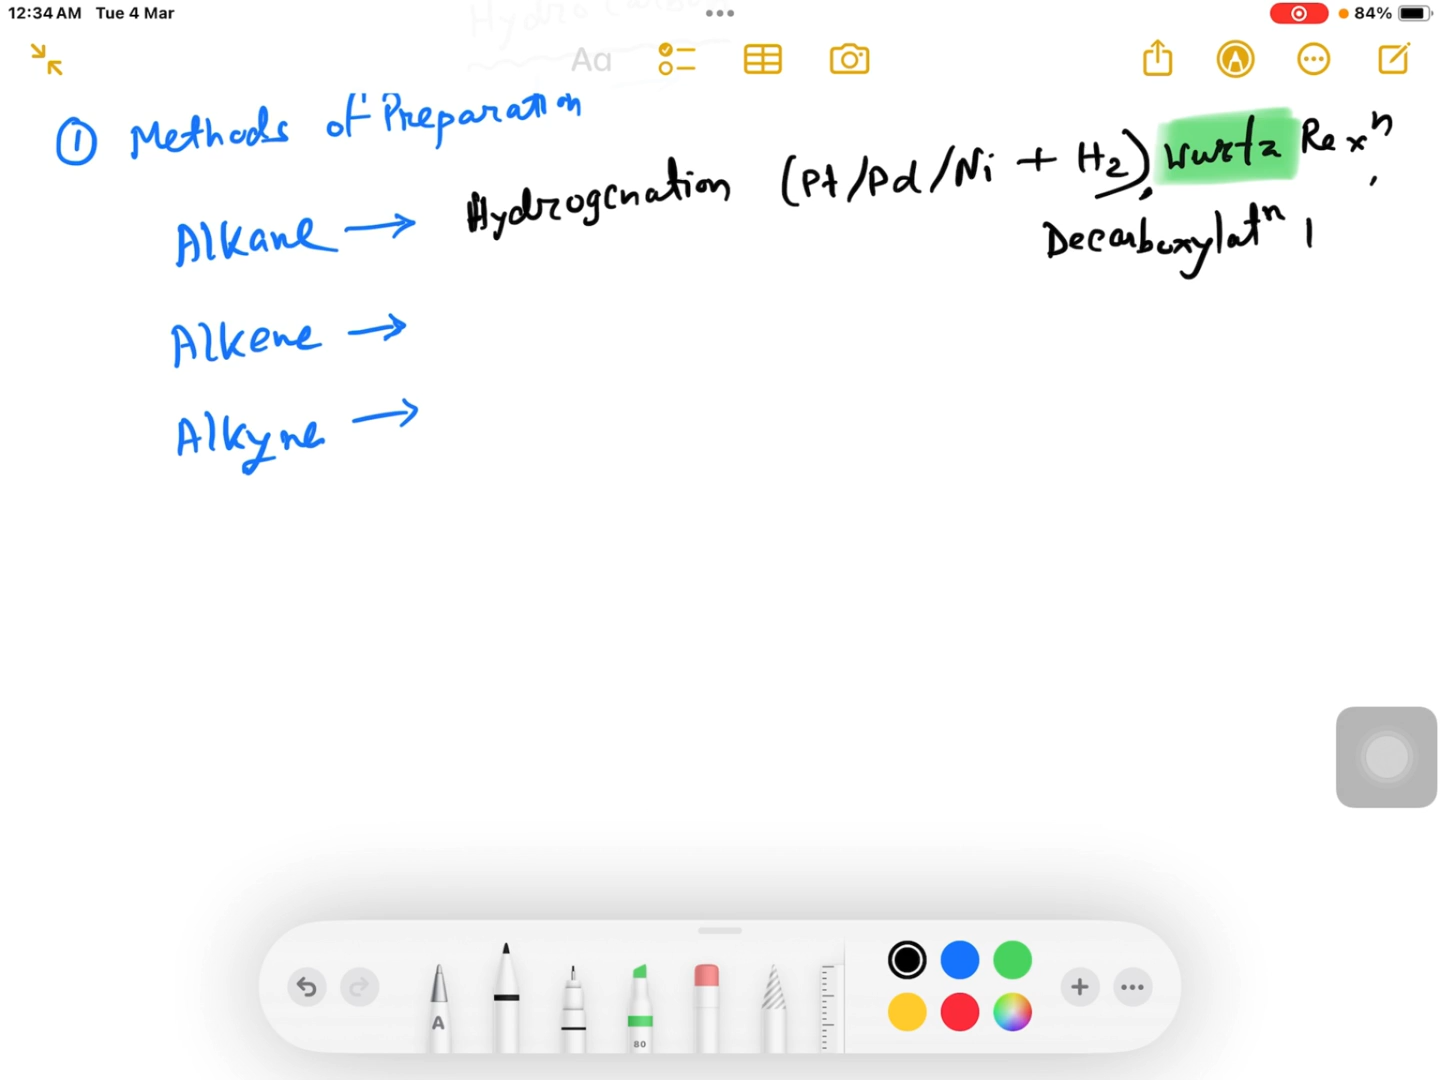 12:34 AM Tue 4 Mar 84%
Aa
① Methods of Preparation
Alkane → Hydrogenation (Pt/Pd/Ni + H2), Wurtz Rexn,
Decarboxylatn
Alkene →
Alkyne →
A
80